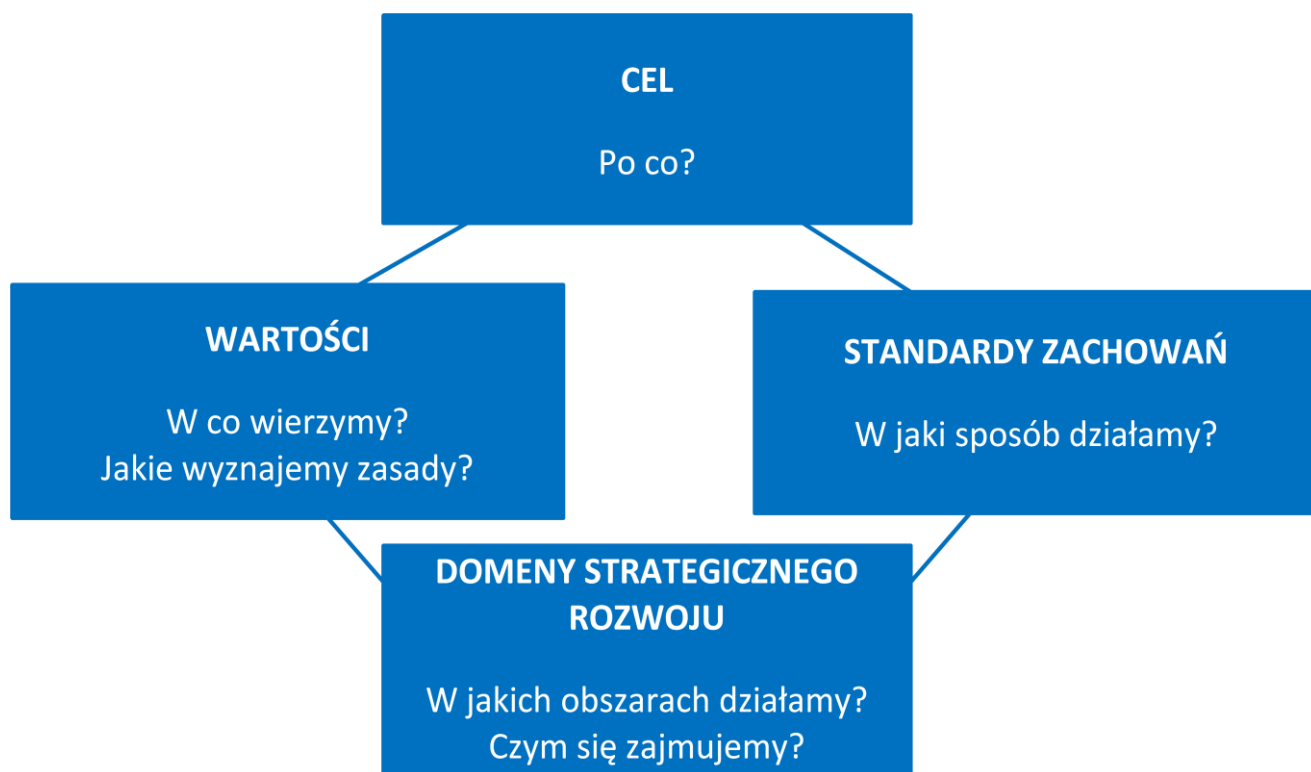 CEL
Po co?
WARTOŚCI
W co wierzymy?
Jakie wyznajemy zasady?
STANDARDY ZACHOWAŃ
W jaki sposób działamy?
DOMENY STRATEGICZNEGO
ROZWOJU
W jakich obszarach działamy?
Czym się zajmujemy?